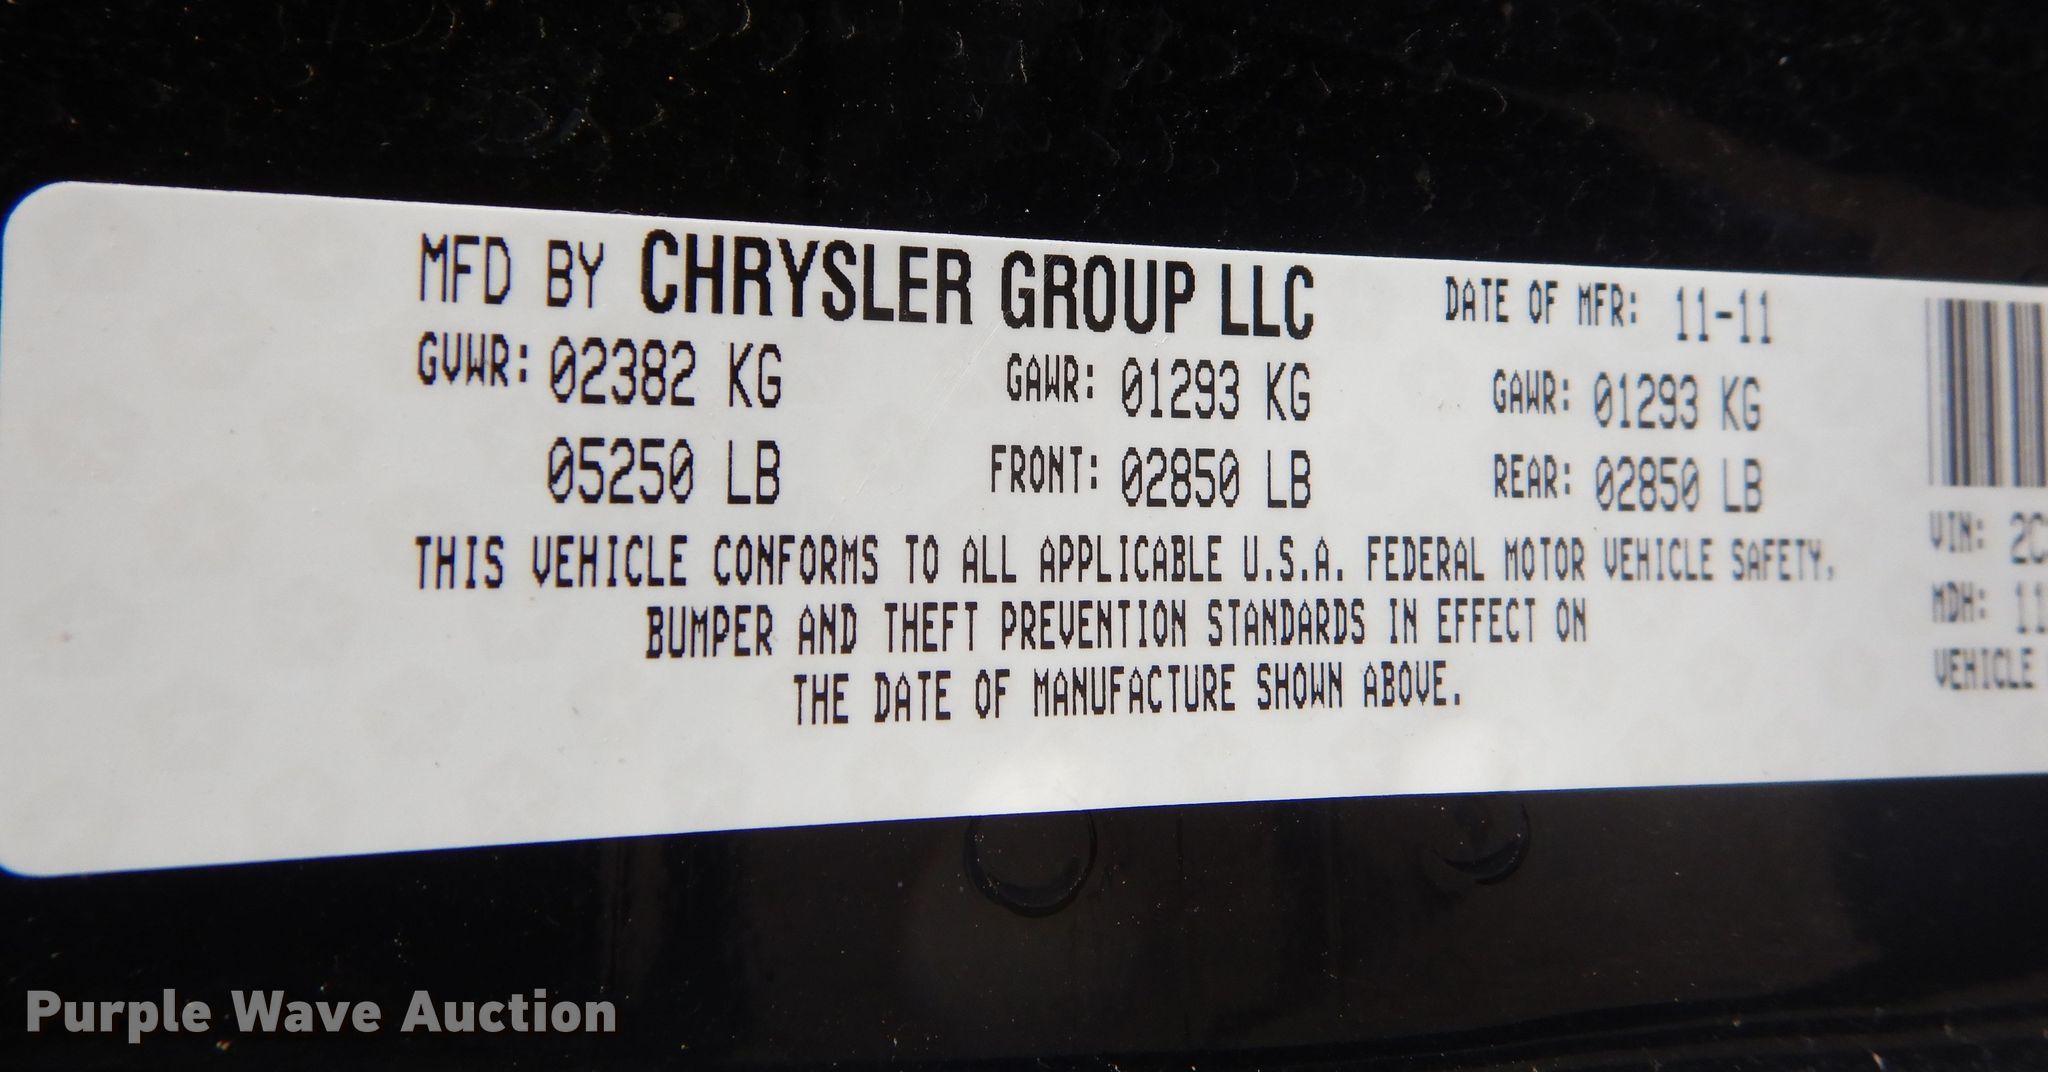 MFD BY CHRYSLER GROUP LLC DATE OF MFR: 11-11
GVWR: 02382 KG GAWR: 01293 KG GAWR: 01293 KG
05250 LB FRONT: 02850 LB REAR: 02850 LB
THIS VEHICLE CONFORMS TO ALL APPLICABLE U.S.A. FEDERAL MOTOR VEHICLE SAFETY,
BUMPER AND THEFT PREVENTION STANDARDS IN EFFECT ON
THE DATE OF MANUFACTURE SHOWN ABOVE.
VIN: 2C
MDH: 11
VEHICLE
Purple Wave Auction